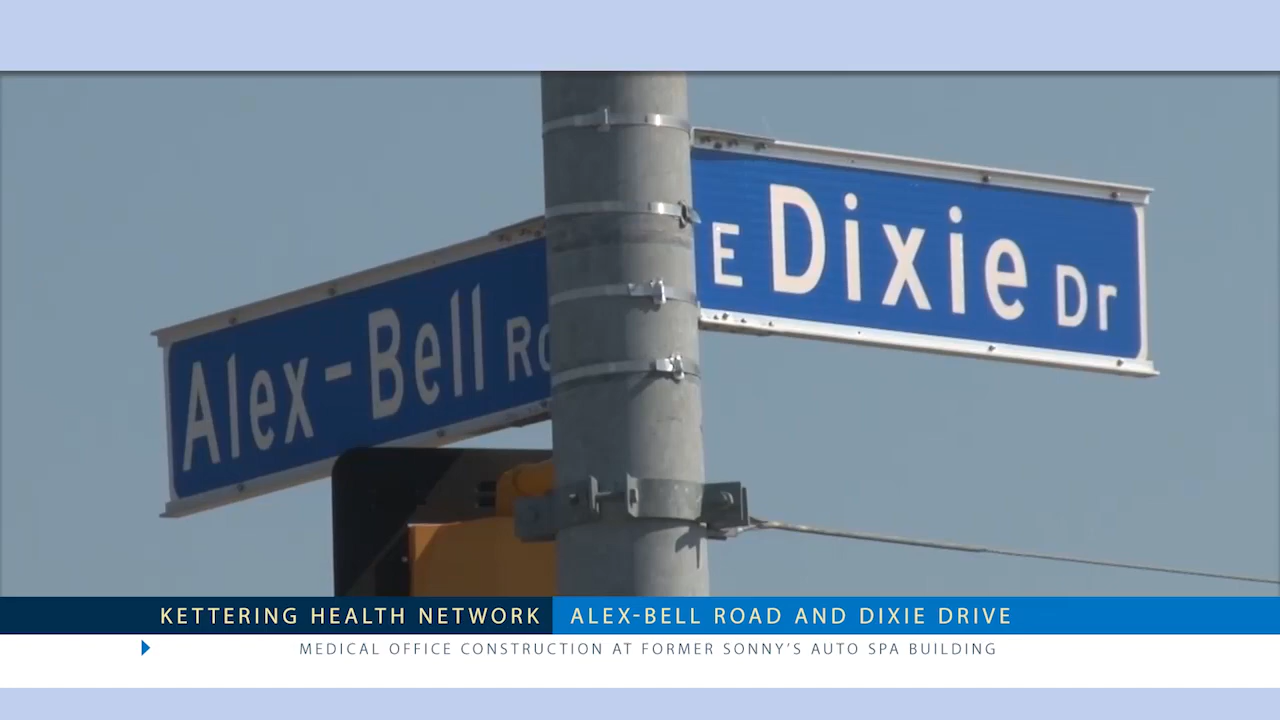 E Dixie Dr
Alex-Bell
KETTERING HEALTH NETWORK ALEX-BELL ROAD AND DIXIE DRIVE
MEDICAL OFFICE CONSTRUCTION AT FORMER SONNY'S AUTO SPA BUILDING